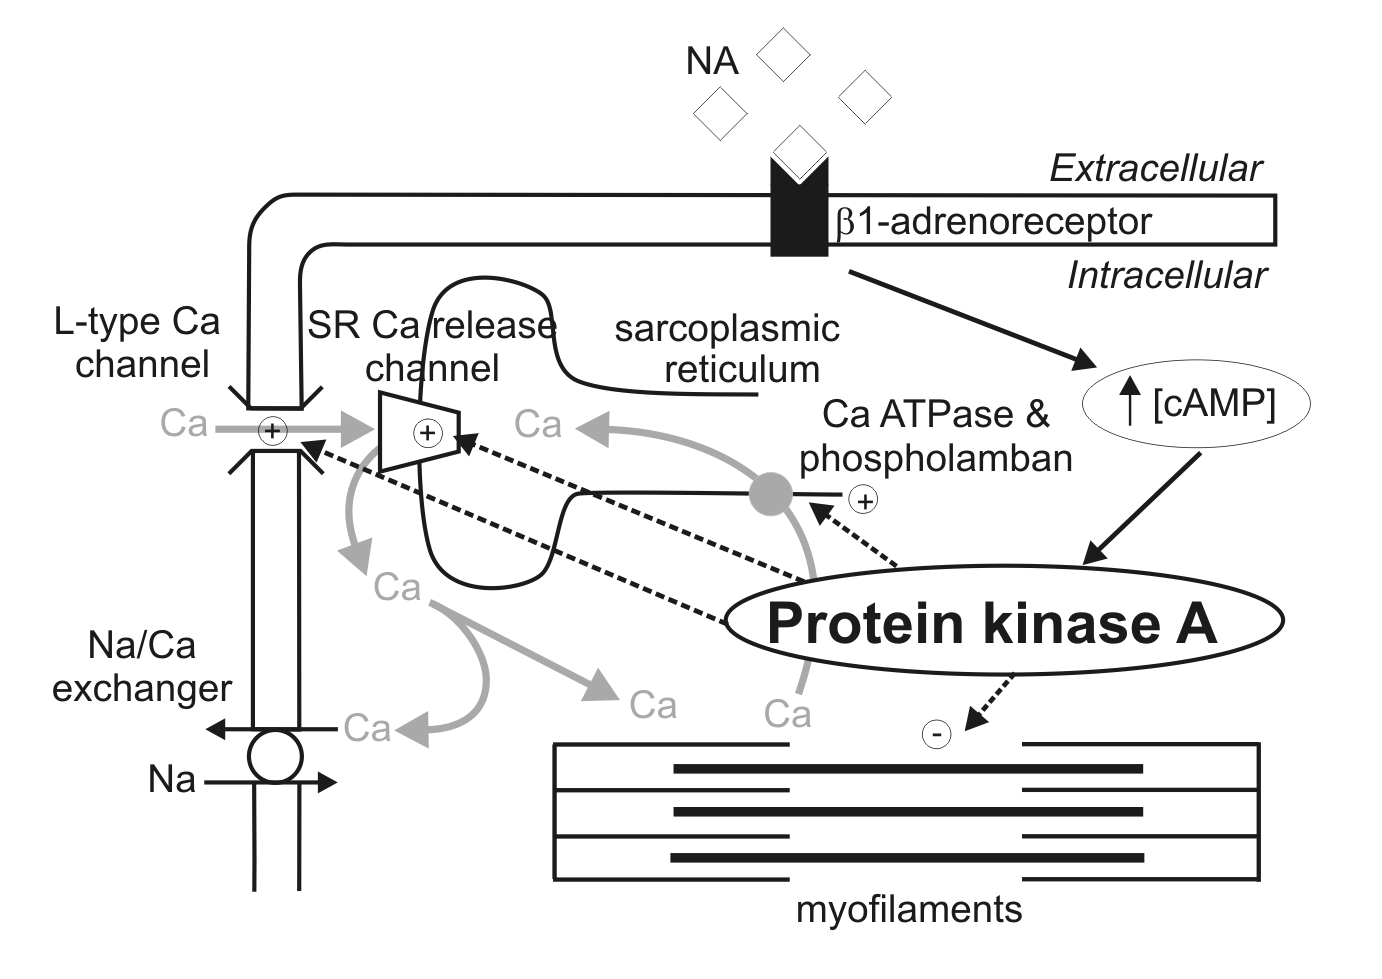 NA
Extracellular
β1-adrenoreceptor
Intracellular
L-type Ca
channel
SR Ca release
channel
sarcoplasmic
reticulum
[cAMP]
Ca
+
+
Ca
Ca ATPase &
phospholamban
+
Ca
Protein kinase A
Na/Ca
exchanger
Ca
Ca
Ca
-
Na
myofilaments